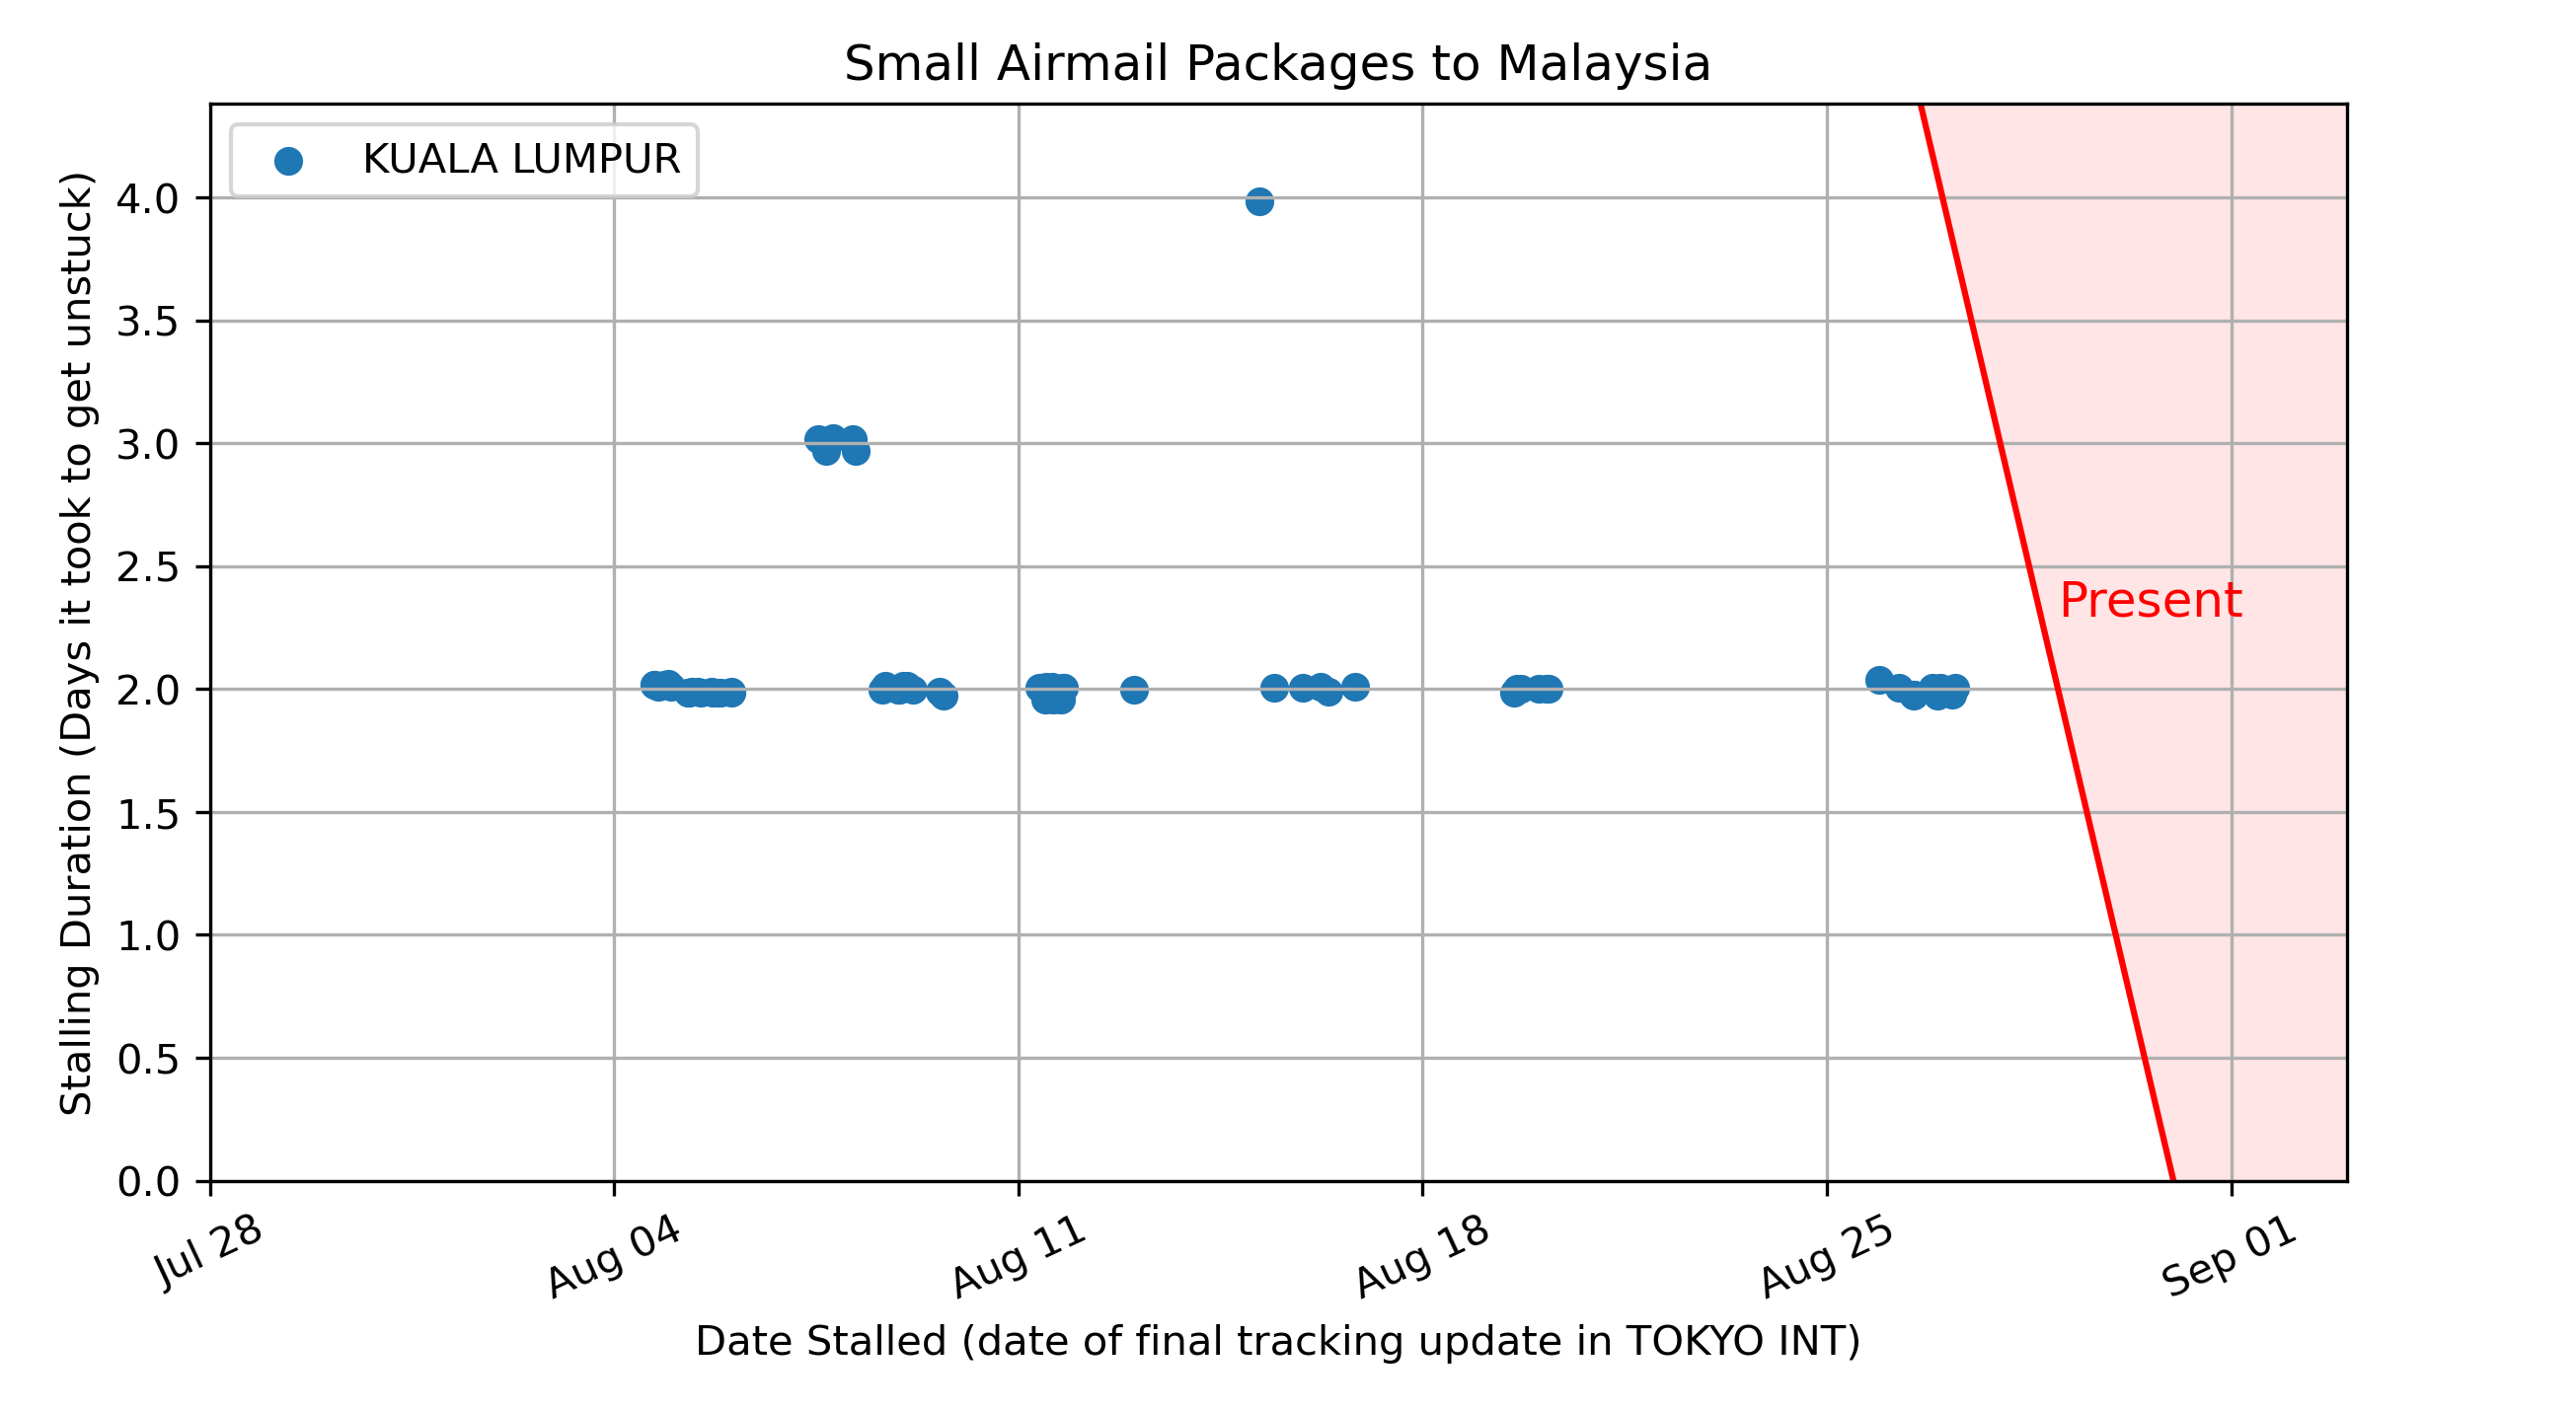 Small Airmail Packages to Malaysia
KUALA LUMPUR
Stalling Duration (Days it took to get unstuck)
4.0
3.5
3.0
2.5
2.0
1.5
1.0
0.5
0.0
Present
Jul 28
Aug 04
Aug 11
Aug 18
Aug 25
Sep 01
Date Stalled (date of final tracking update in TOKYO INT)